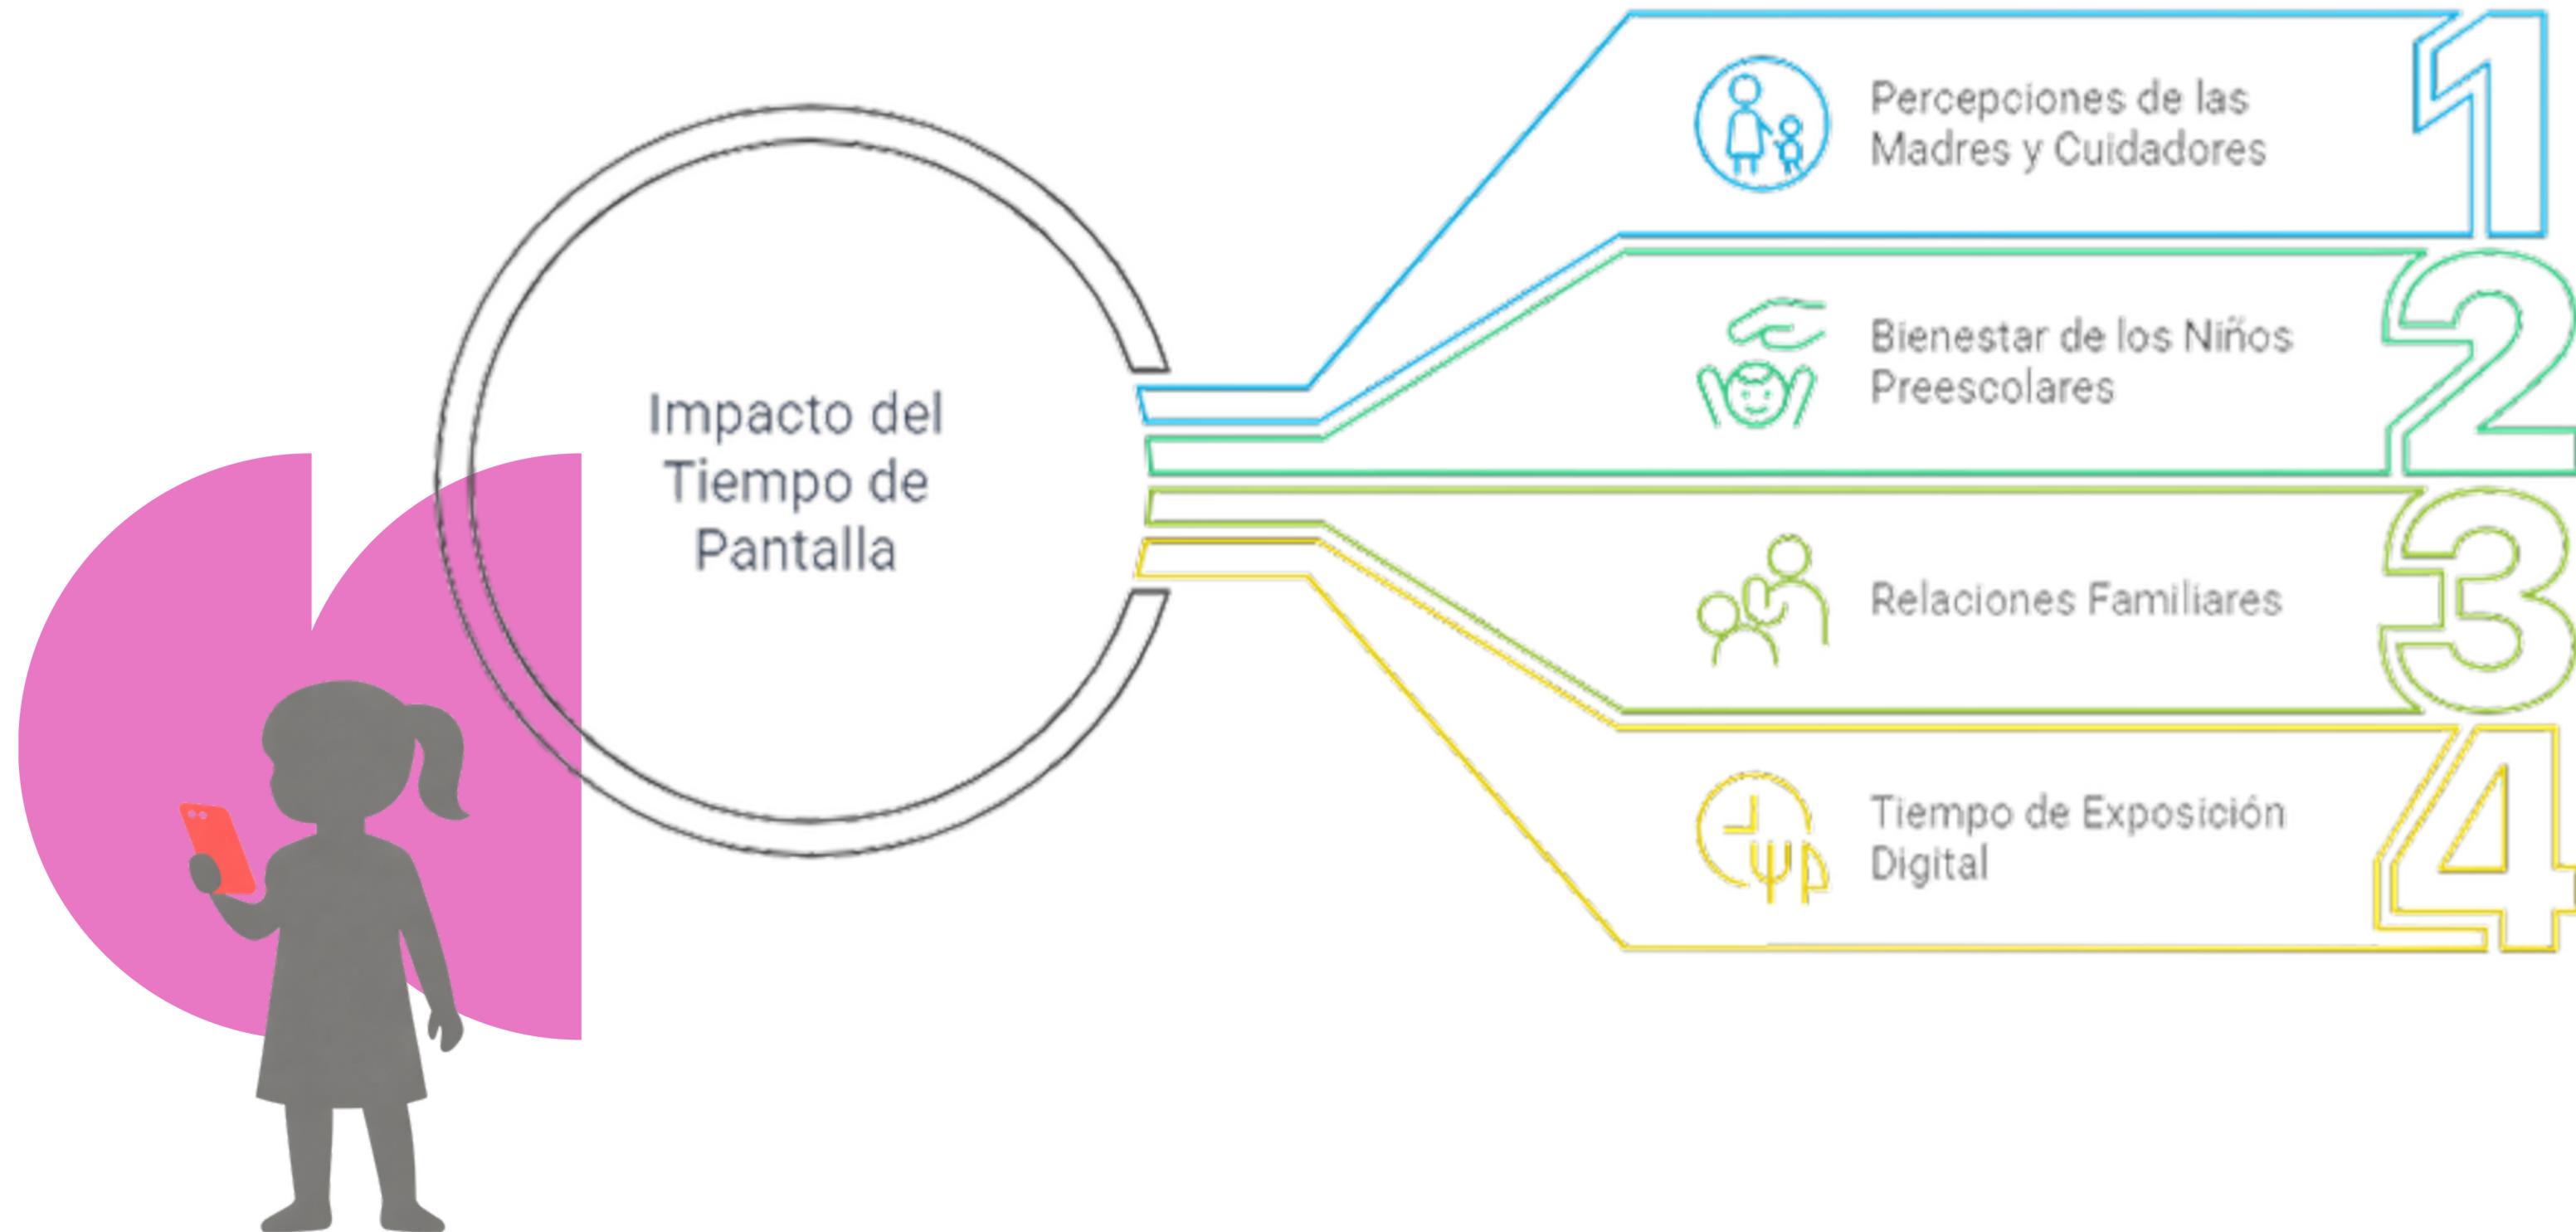 Impacto del
Tiempo de
Pantalla
Percepciones de las
Madres y Cuidadores
1
Bienestar de los Niños
Preescolares
2
Relaciones Familiares
3
Tiempo de Exposición
Digital
4